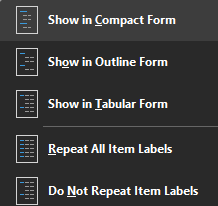 Show in Compact Form
Show in Outline Form
Show in Tabular Form
Repeat All Item Labels
Do Not Repeat Item Labels